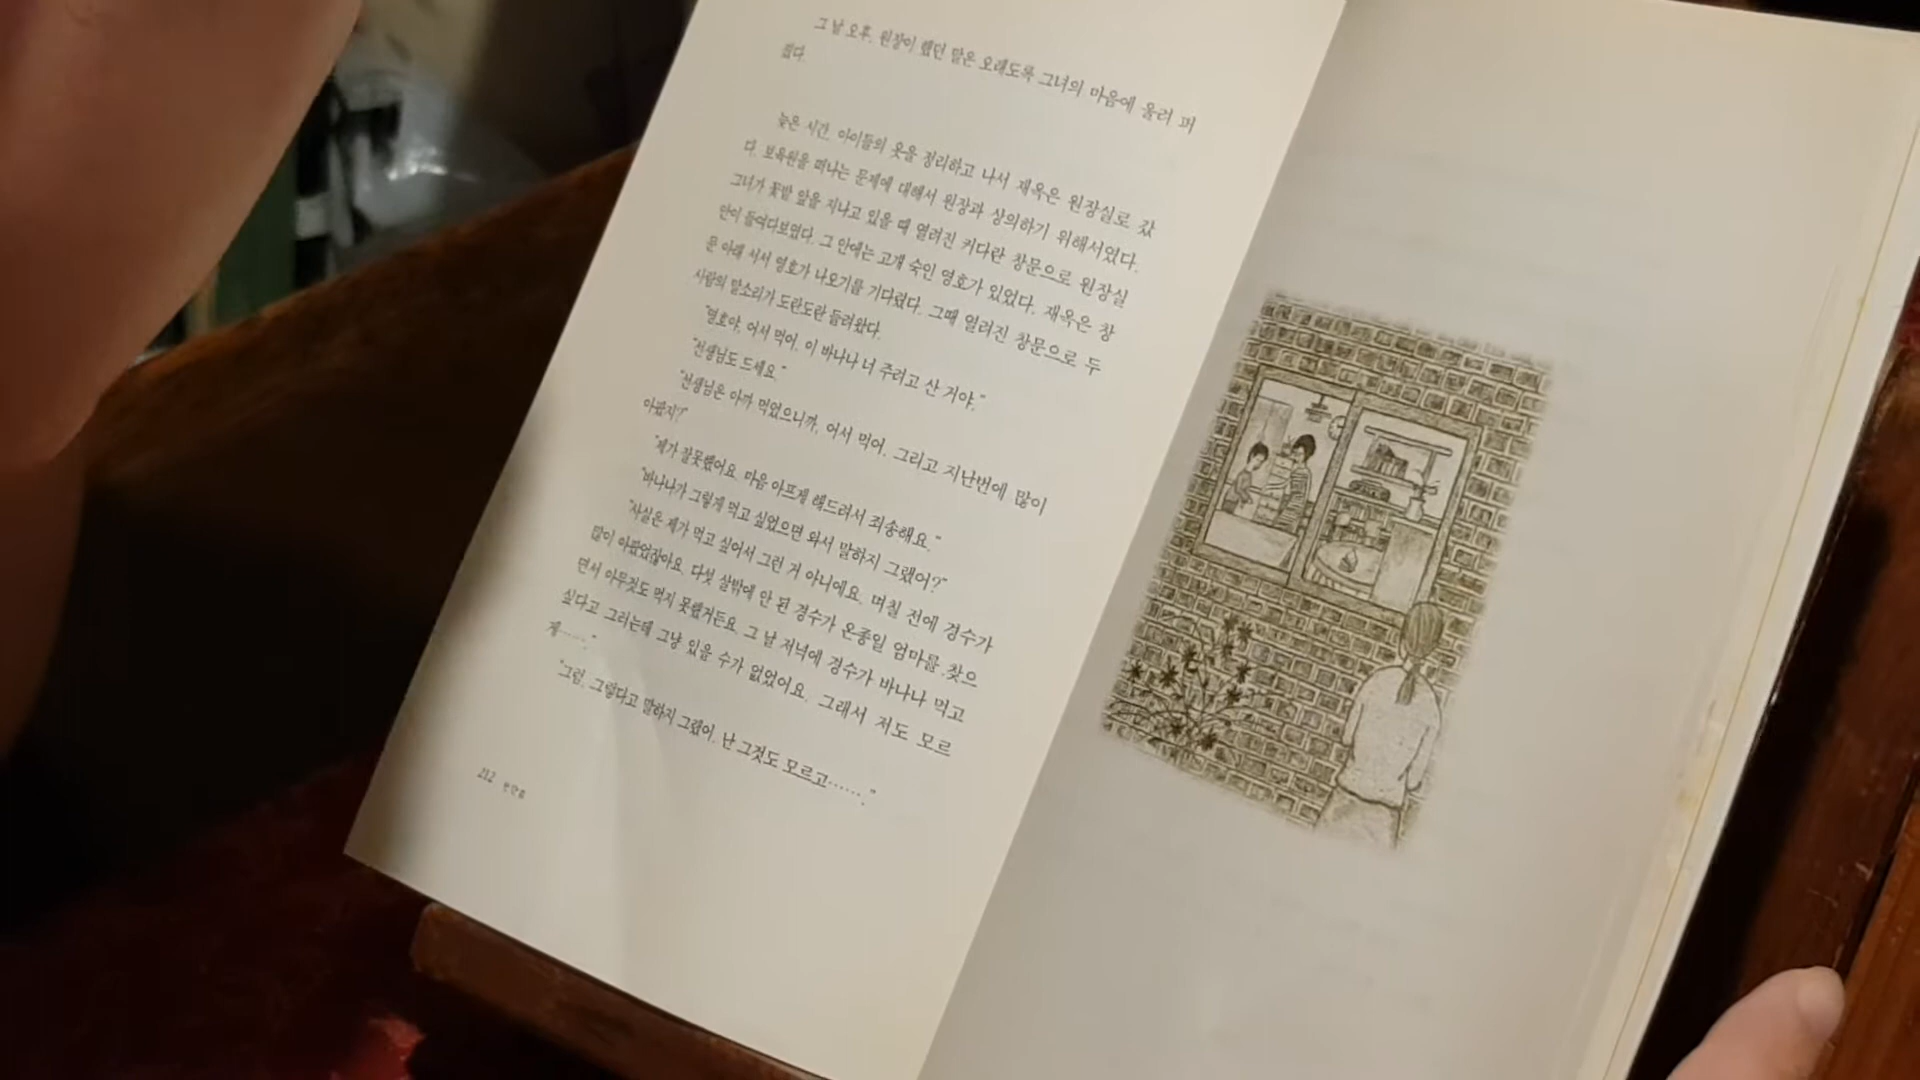 그 날 오후, 원장이 했던 말은 오래도록 그녀의 마음에 울려 퍼
졌다.
늦은 시간, 아이들의 옷을 정리하고 나서 재옥은 원장실로 갔
다. 보육원을 떠나는 문제에 대해서 원장과 상의하기 위해서였다.
그녀가 꽃밭 앞을 지나고 있을 때 열려진 커다란 창문으로 원장실
안이 들여다보였다. 그 안에는 고개 숙인 영호가 있었다. 재옥은 창
문 아래 서서 영호가 나오기를 기다렸다. 그때 열려진 창문으로 두
사람의 말소리가 도란도란 들려왔다.
"영호야, 어서 먹어. 이 바나나 너 주려고 산 거야."
"선생님도 드세요."
"선생님은 아까 먹었으니까, 어서 먹어. 그리고 지난번에 많이
아팠지?"
"제가 잘못했어요. 마음 아프게 해드려서 죄송해요."
"바나나가 그렇게 먹고 싶었으면 와서 말하지 그랬어?"
"사실은 제가 먹고 싶어서 그런 거 아니에요. 며칠 전에 경수가
많이 아팠었잖아요. 다섯 살밖에 안 된 경수가 온종일 엄마를 찾으
면서 아무것도 먹지 못했거든요. 그 날 저녁에 경수가 바나나 먹고
싶다고 그러는데 그냥 있을 수가 없었어요. 그래서 저도 모르
게……."
"그럼, 그렇다고 말하지 그랬어. 난 그것도 모르고……."
212